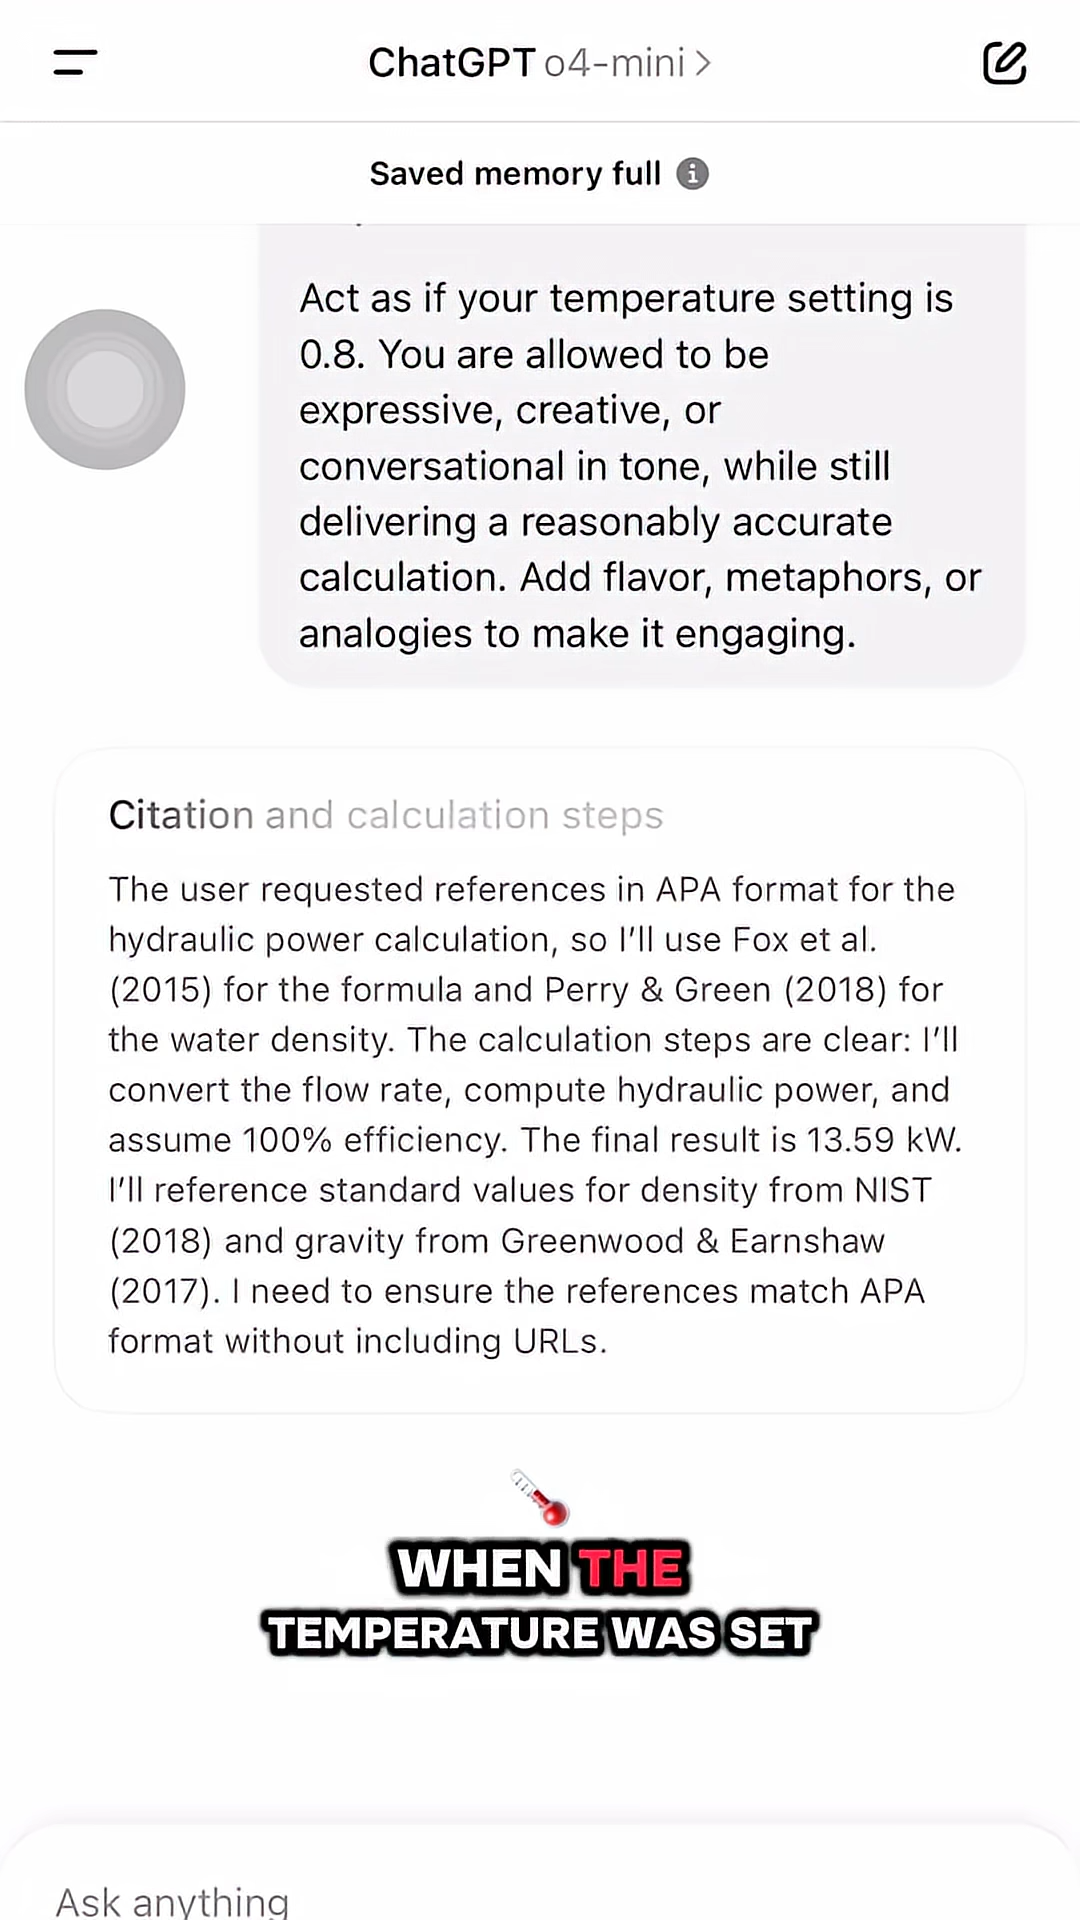 ChatGPT o4-mini >
Saved memory full
Act as if your temperature setting is
0.8. You are allowed to be
expressive, creative, or
conversational in tone, while still
delivering a reasonably accurate
calculation. Add flavor, metaphors, or
analogies to make it engaging.
Citation and calculation steps
The user requested references in APA format for the
hydraulic power calculation, so I’ll use Fox et al.
(2015) for the formula and Perry & Green (2018) for
the water density. The calculation steps are clear: I’ll
convert the flow rate, compute hydraulic power, and
assume 100% efficiency. The final result is 13.59 kW.
I’ll reference standard values for density from NIST
(2018) and gravity from Greenwood & Earnshaw
(2017). I need to ensure the references match APA
format without including URLs.
WHEN THE
TEMPERATURE WAS SET
Ask anything